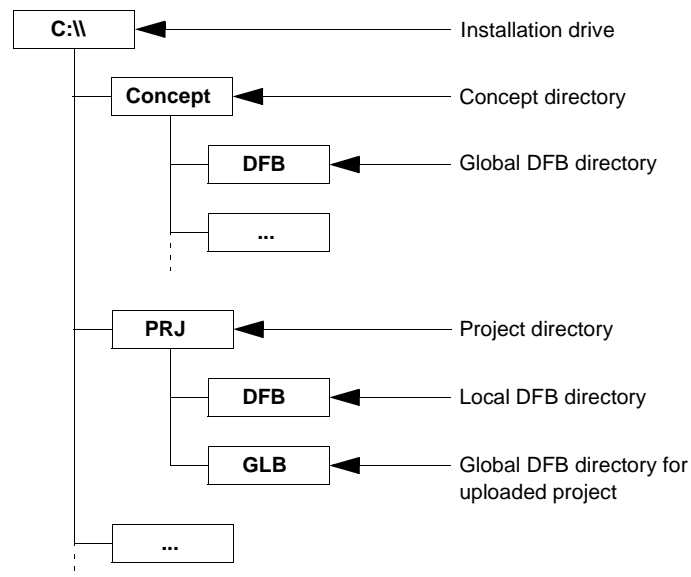 C:\\
Installation drive
Concept
Concept directory
DFB
Global DFB directory
...
PRJ
Project directory
DFB
Local DFB directory
GLB
Global DFB directory for
uploaded project
...